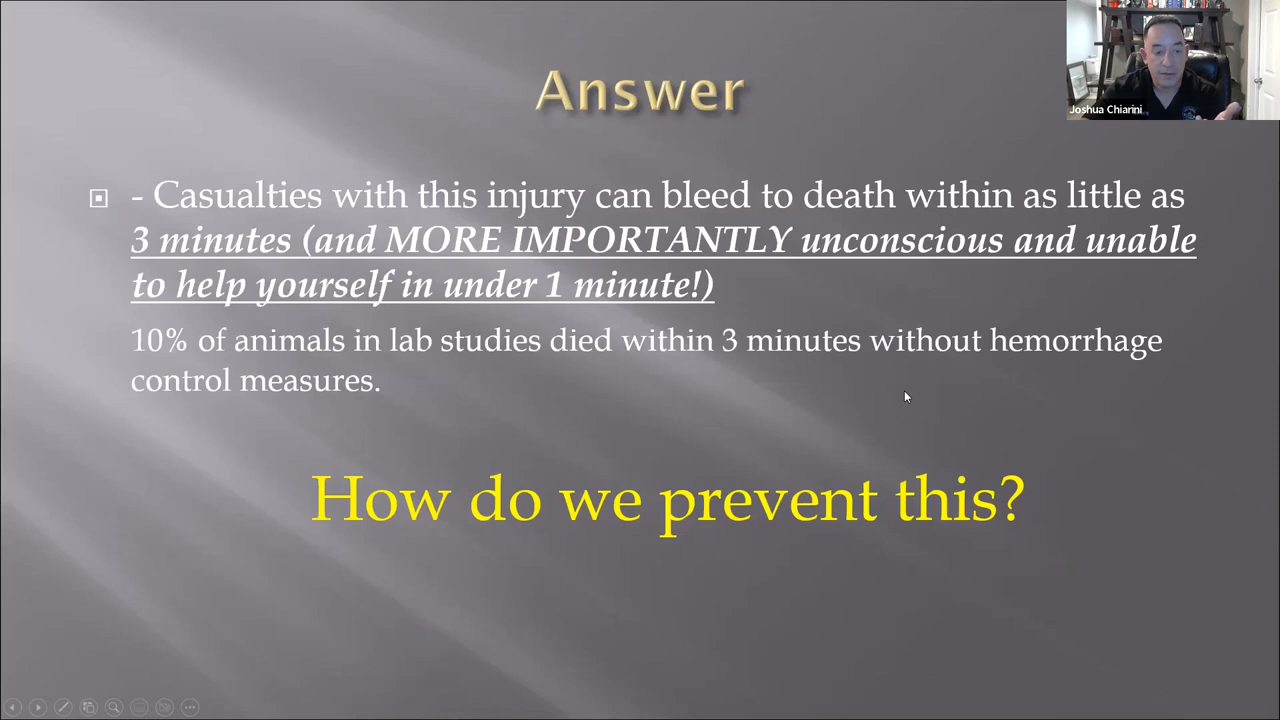 Answer
Joshua Chiarini
- Casualties with this injury can bleed to death within as little as
3 minutes (and MORE IMPORTANTLY unconscious and unable
to help yourself in under 1 minute!)
10% of animals in lab studies died within 3 minutes without hemorrhage
control measures.
How do we prevent this?